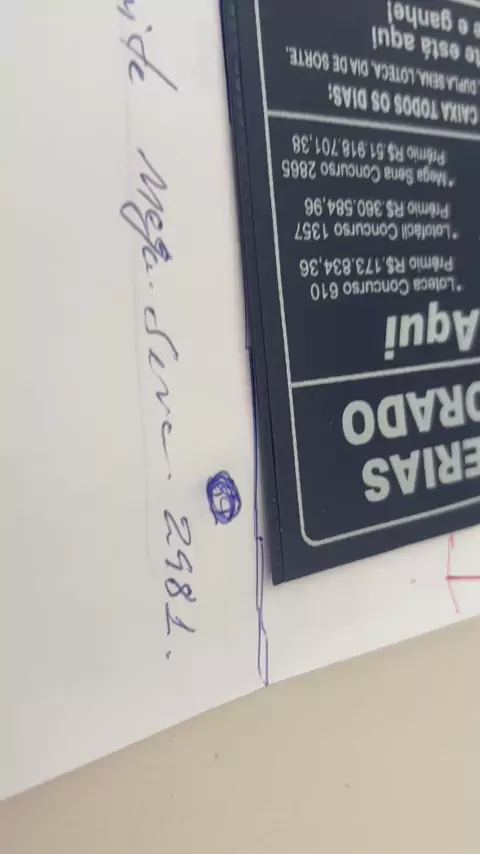 ERIAS
ORADO
Aqui
*Loteca Concurso 610
Prêmio R$ 173.834,36
*Lotofácil Concurso 1357
Prêmio R$ 360.584,96
*Mega Sena Concurso 2865
Prêmio R$ 51.918.701,38
CAIXA TODOS OS DIAS:
, DUPLA SENA, LOTECA, DIA DE SORTE.
te está aqui
e e ganhe!
Mega. Sena 2981.